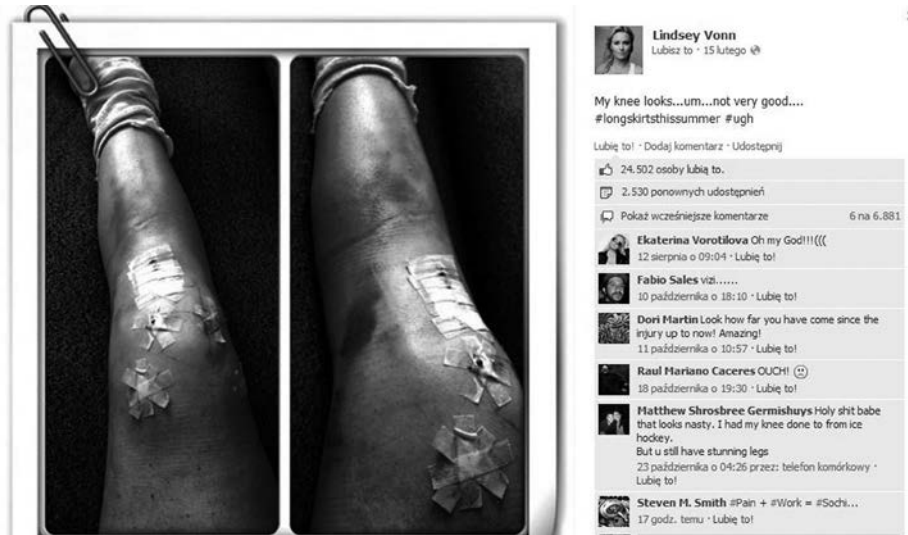 Lindsey Vonn
Lubisz to · 15 lutego
My knee looks...um...not very good....
#longskirtsthissummer #ugh
Lubię to! · Dodaj komentarz · Udostępnij
24.502 osoby lubią to.
2.530 ponownych udostępnień
Pokaż wcześniejsze komentarze 6 na 6.881
Ekaterina Vorotilova Oh my God!!!(((
12 sierpnia o 09:04 · Lubię to!
Fabio Sales vizi......
10 października o 18:10 · Lubię to!
Dori Martin Look how far you have come since the
injury up to now! Amazing!
11 października o 10:57 · Lubię to!
Raul Mariano Caceres OUCH!
18 października o 19:30 · Lubię to!
Matthew Shrosbree Germishuys Holy shit babe
that looks nasty. I had my knee done to from ice
hockey.
But u still have stunning legs
23 października o 04:26 przez: telefon komórkowy ·
Lubię to!
Steven M. Smith #Pain + #Work = #Sochi...
17 godz. temu · Lubię to!